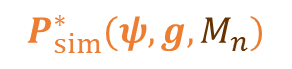 P*sim(ψ, g, Mn)